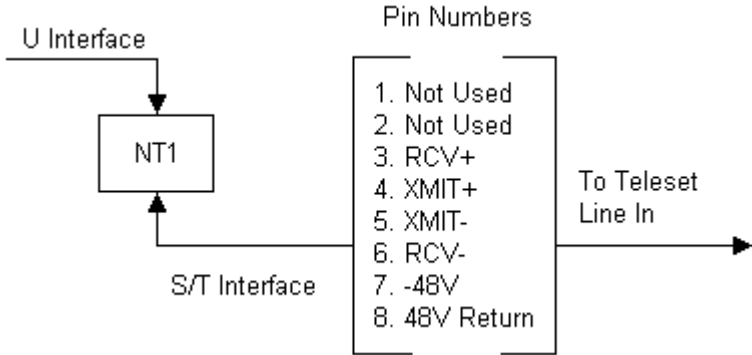 Pin Numbers
U Interface
NT1
1. Not Used
2. Not Used
3. RCV+
4. XMIT+
5. XMIT-
6. RCV-
7. -48V
8. 48V Return
S/T Interface
To Teleset
Line In